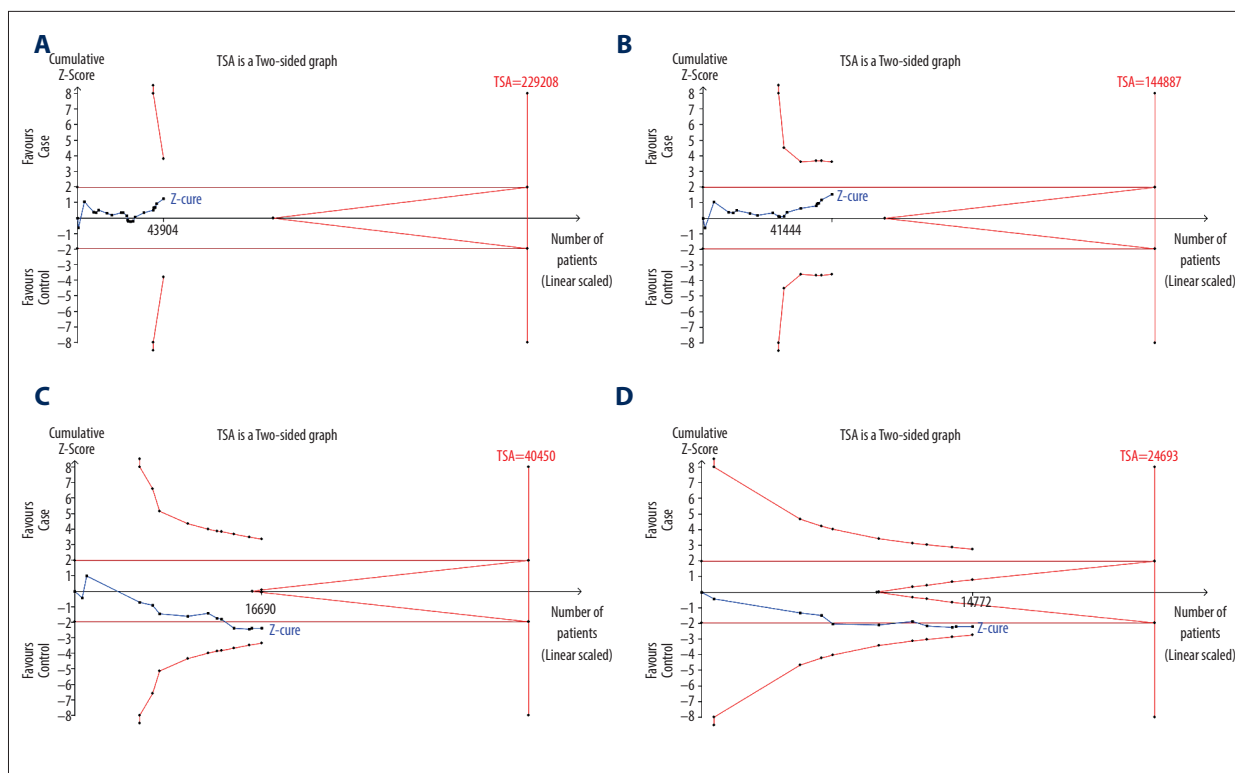 A
Cumulative
Z-Score
TSA is a Two-sided graph
TSA=229208
8
7
6
5
4
3
2
1
0
−1
−2
−3
−4
−5
−6
−7
−8
Favours
Case
Favours
Control
Z-cure
43904
Number of
patients
(Linear scaled)
B
Cumulative
Z-Score
TSA is a Two-sided graph
TSA=144887
8
7
6
5
4
3
2
1
0
−1
−2
−3
−4
−5
−6
−7
−8
Favours
Case
Favours
Control
Z-cure
41444
Number of
patients
(Linear scaled)
C
Cumulative
Z-Score
TSA is a Two-sided graph
TSA=40450
8
7
6
5
4
3
2
1
0
−1
−2
−3
−4
−5
−6
−7
−8
Favours
Case
Favours
Control
16690
Z-cure
Number of
patients
(Linear scaled)
D
Cumulative
Z-Score
TSA is a Two-sided graph
TSA=24693
8
7
6
5
4
3
2
1
0
−1
−2
−3
−4
−5
−6
−7
−8
Favours
Case
Favours
Control
14772
Z-cure
Number of
patients
(Linear scaled)